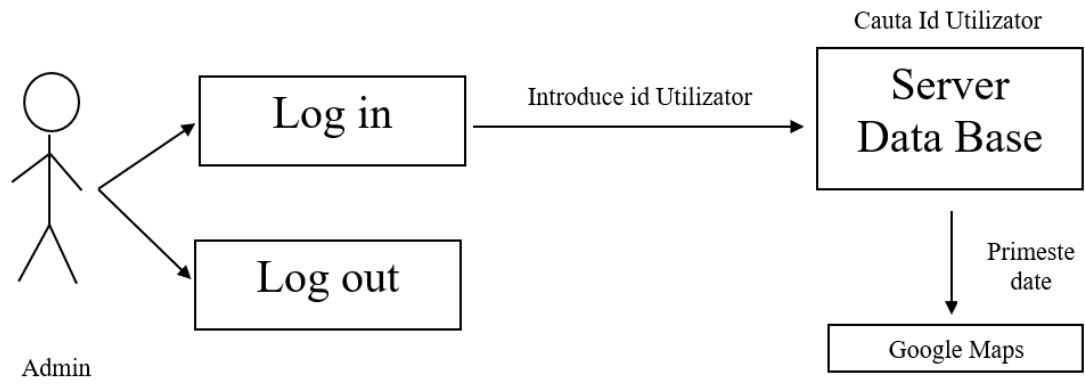 Cauta Id Utilizator
Log in
Introduce id Utilizator
Server
Data Base
Log out
Primeste
date
Google Maps
Admin